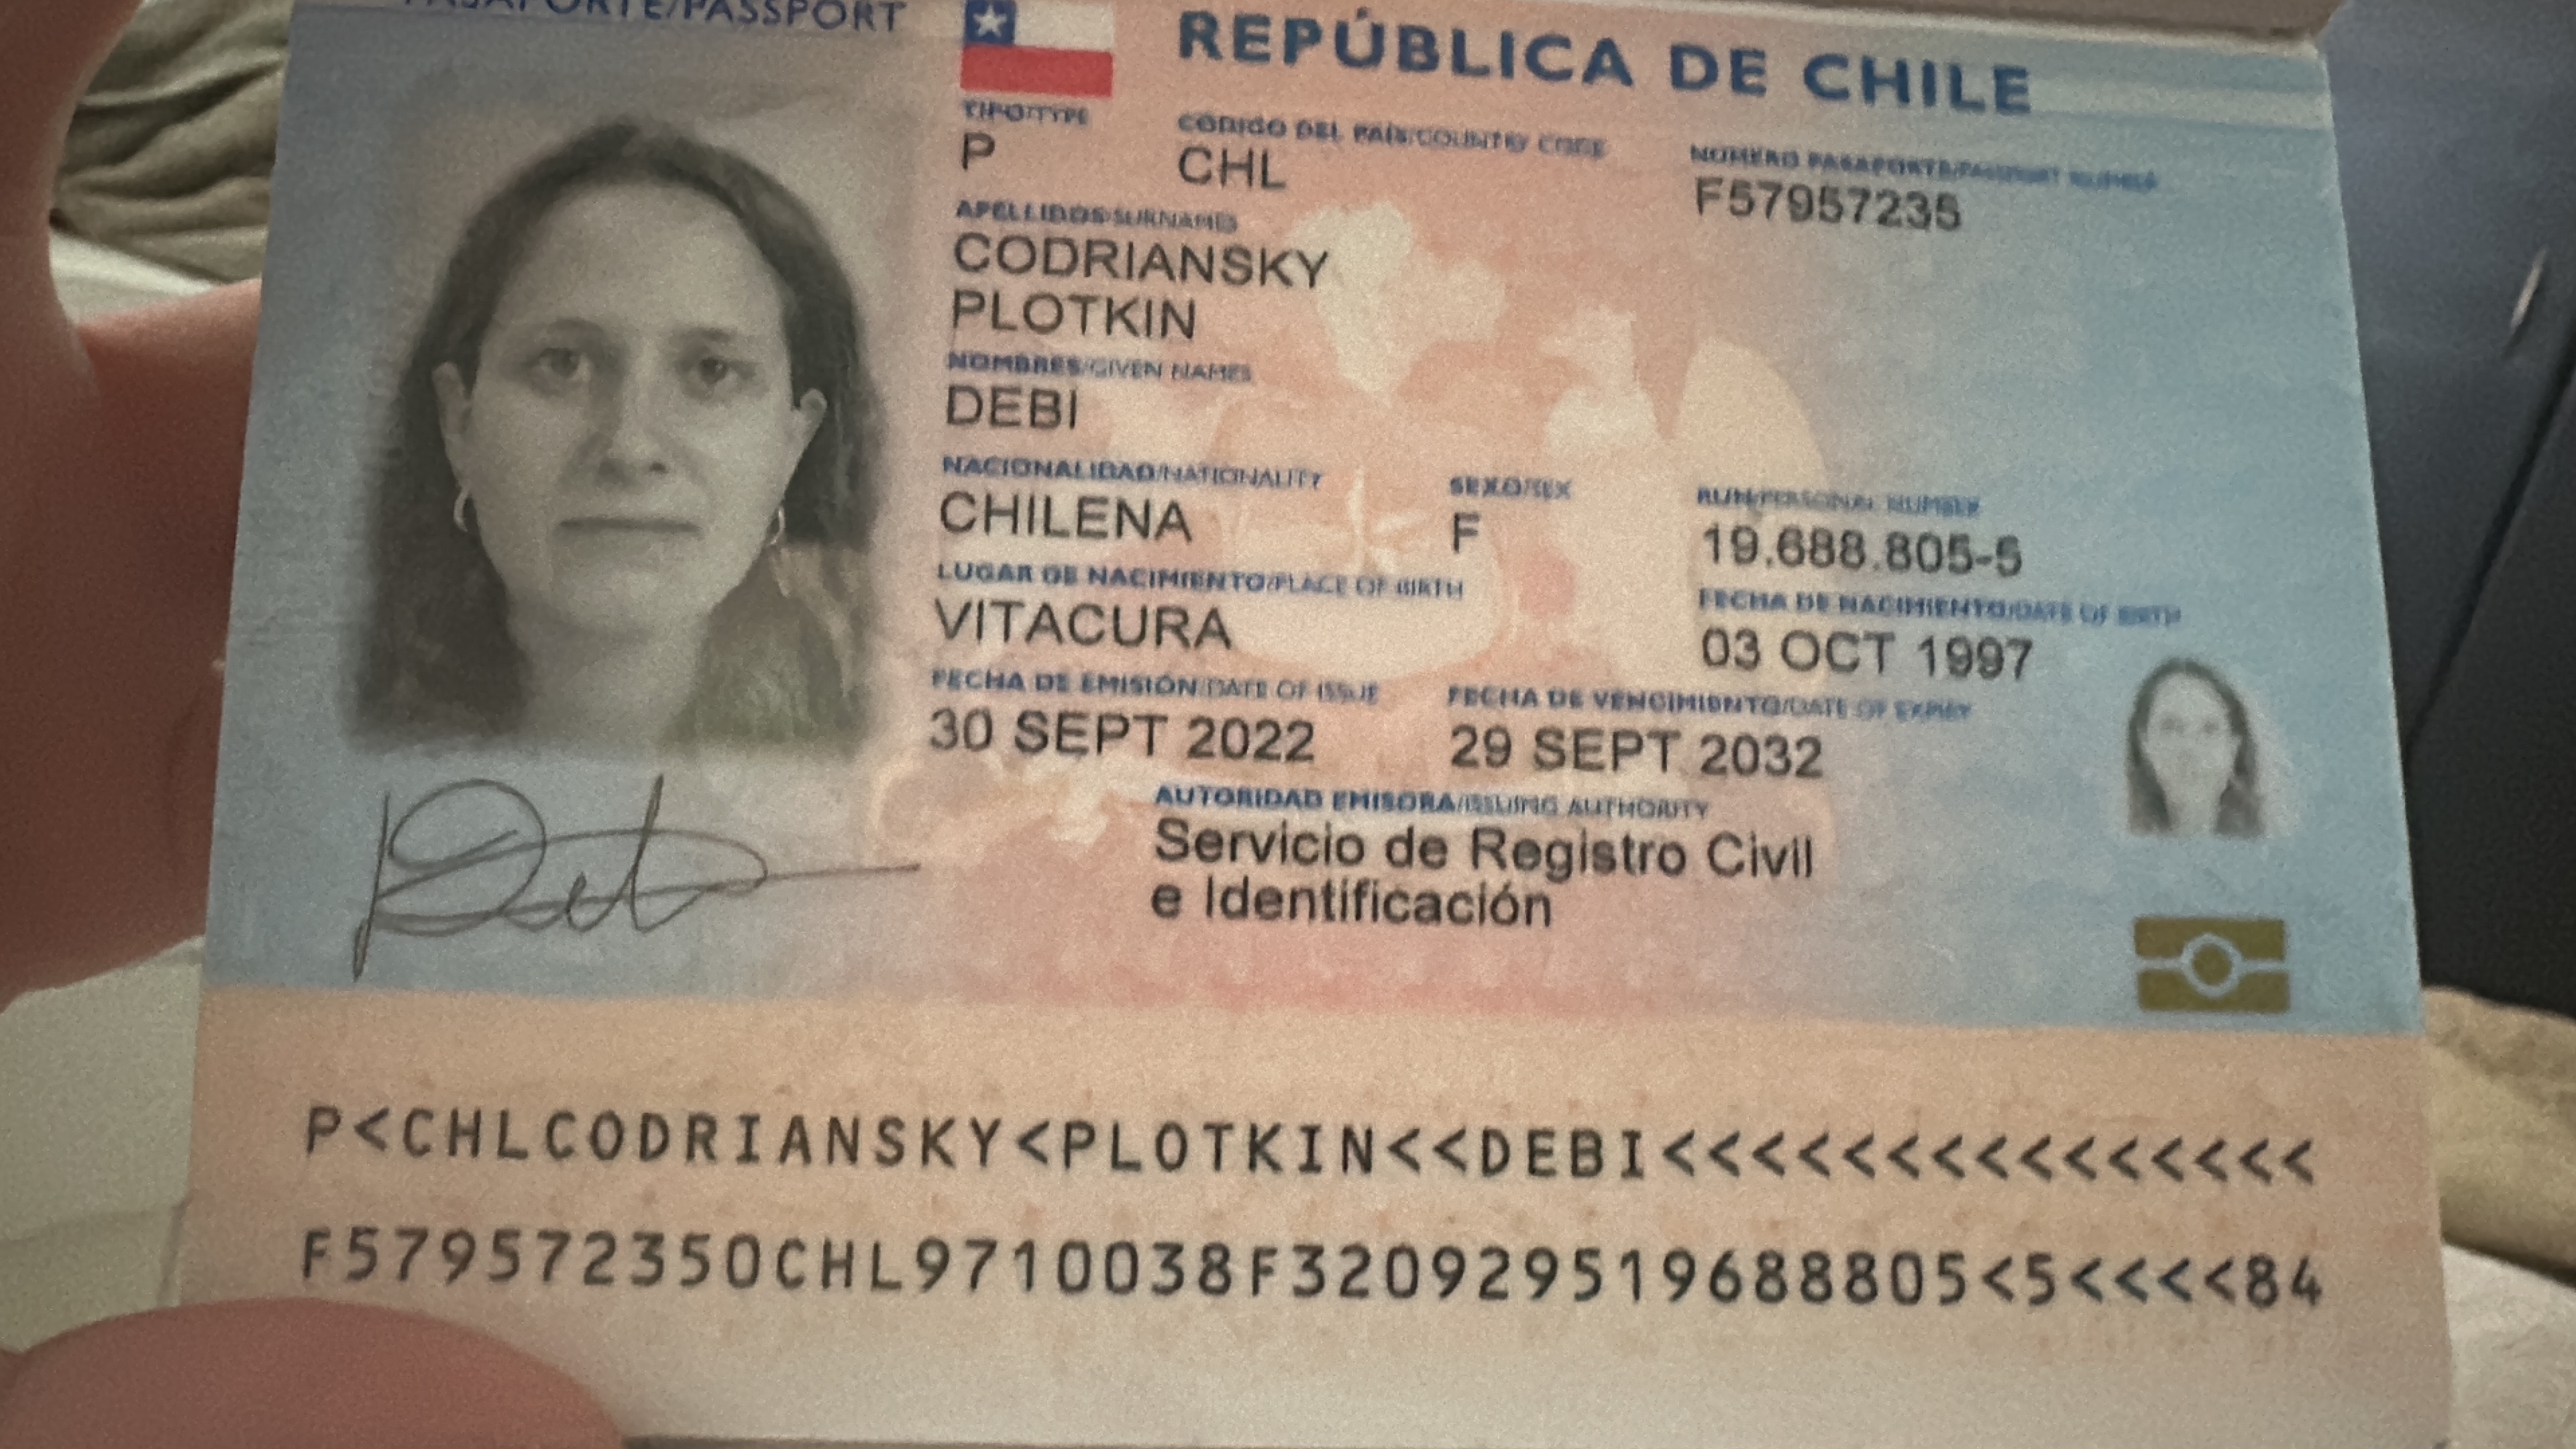 PASAPORTE/PASSPORT
REPÚBLICA DE CHILE
TIPO/TYPE
P
CÓDIGO DEL PAÍS/COUNTRY CODE
CHL
NÚMERO PASAPORTE/PASSPORT NUMBER
F57957235
APELLIDOS/SURNAMES
CODRIANSKY
PLOTKIN
NOMBRES/GIVEN NAMES
DEBI
NACIONALIDAD/NATIONALITY
CHILENA
SEXO/SEX
F
RUN/PERSONAL NUMBER
19.688.805-5
LUGAR DE NACIMIENTO/PLACE OF BIRTH
VITACURA
FECHA DE NACIMIENTO/DATE OF BIRTH
03 OCT 1997
FECHA DE EMISIÓN/DATE OF ISSUE
30 SEPT 2022
FECHA DE VENCIMIENTO/DATE OF EXPIRY
29 SEPT 2032
AUTORIDAD EMISORA/ISSUING AUTHORITY
Servicio de Registro Civil
e Identificación
P<CHLCODRIANSKY<PLOTKIN<<DEBI<<<<<<<<<<<<<<<
F579572350CHL9710038F320929519688805<5<<<<84